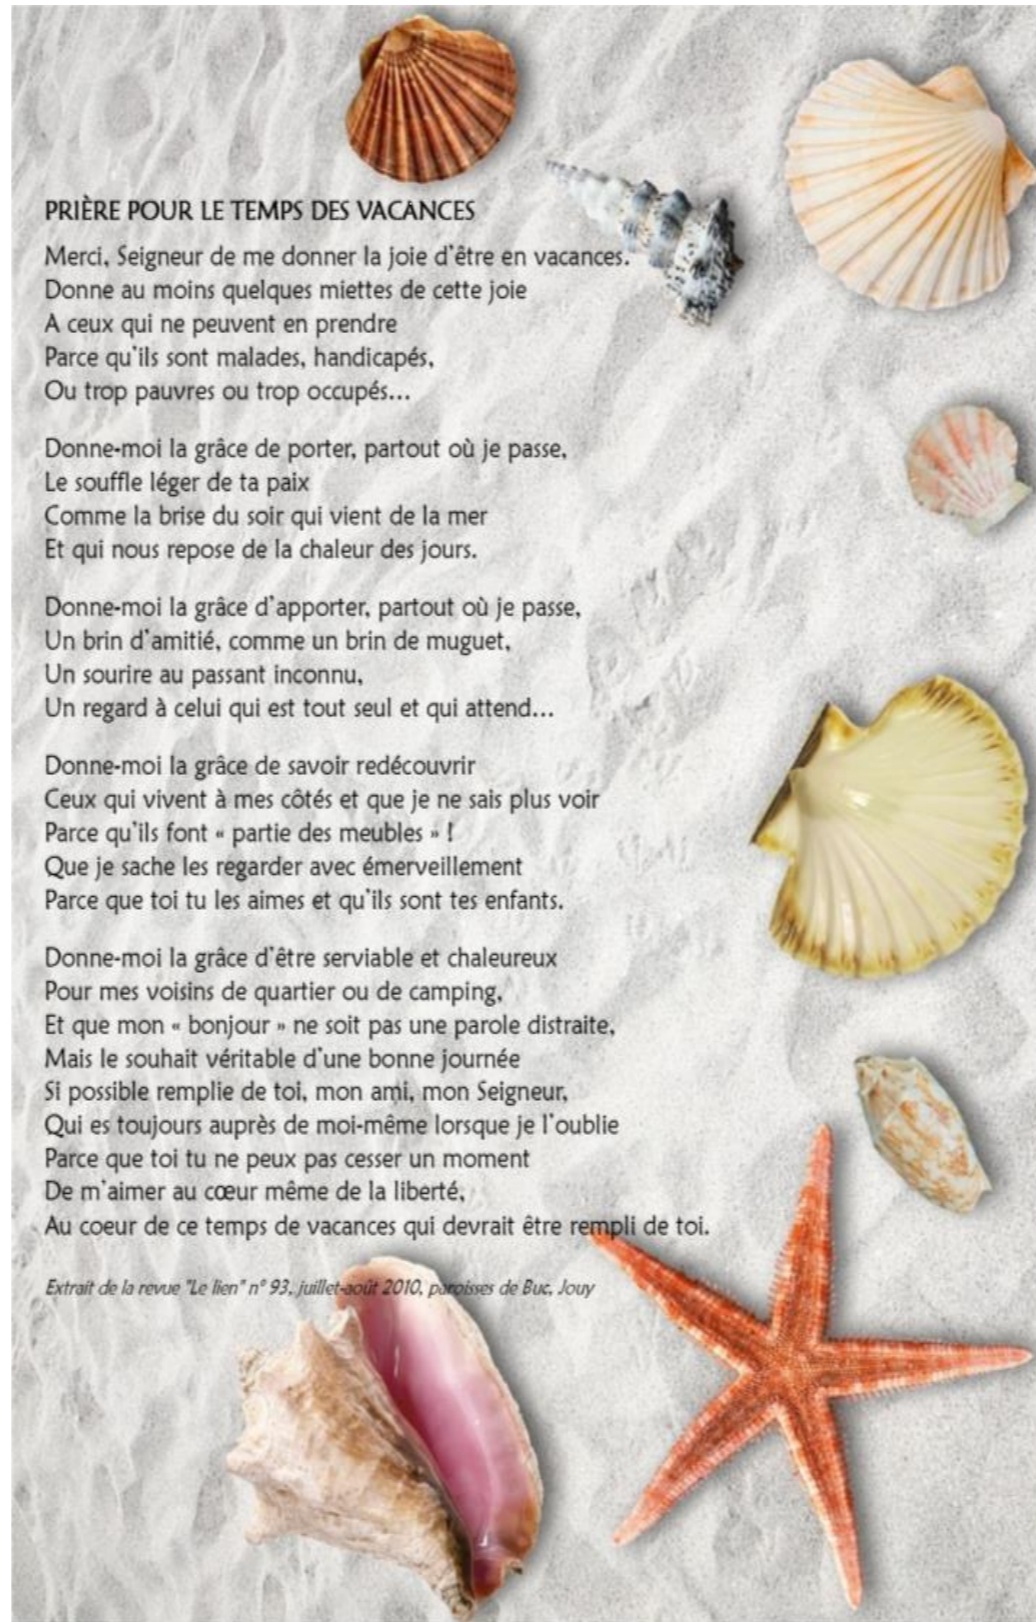 PRIÈRE POUR LE TEMPS DES VACANCES
Merci, Seigneur de me donner la joie d'être en vacances.
Donne au moins quelques miettes de cette joie
A ceux qui ne peuvent en prendre
Parce qu'ils sont malades, handicapés,
Ou trop pauvres ou trop occupés...
Donne-moi la grâce de porter, partout où je passe,
Le souffle léger de ta paix
Comme la brise du soir qui vient de la mer
Et qui nous repose de la chaleur des jours.
Donne-moi la grâce d'apporter, partout où je passe,
Un brin d'amitié, comme un brin de muguet,
Un sourire au passant inconnu,
Un regard à celui qui est tout seul et qui attend...
Donne-moi la grâce de savoir redécouvrir
Ceux qui vivent à mes côtés et que je ne sais plus voir
Parce qu'ils font « partie des meubles » !
Que je sache les regarder avec émerveillement
Parce que toi tu les aimes et qu'ils sont tes enfants.
Donne-moi la grâce d'être serviable et chaleureux
Pour mes voisins de quartier ou de camping,
Et que mon « bonjour » ne soit pas une parole distraite,
Mais le souhait véritable d'une bonne journée
Si possible remplie de toi, mon ami, mon Seigneur,
Qui es toujours auprès de moi-même lorsque je l'oublie
Parce que toi tu ne peux pas cesser un moment
De m'aimer au cœur même de la liberté,
Au coeur de ce temps de vacances qui devrait être rempli de toi.
Extrait de la revue "Le lien" n° 93, juillet-août 2010, paroisses de Buc, Jouy